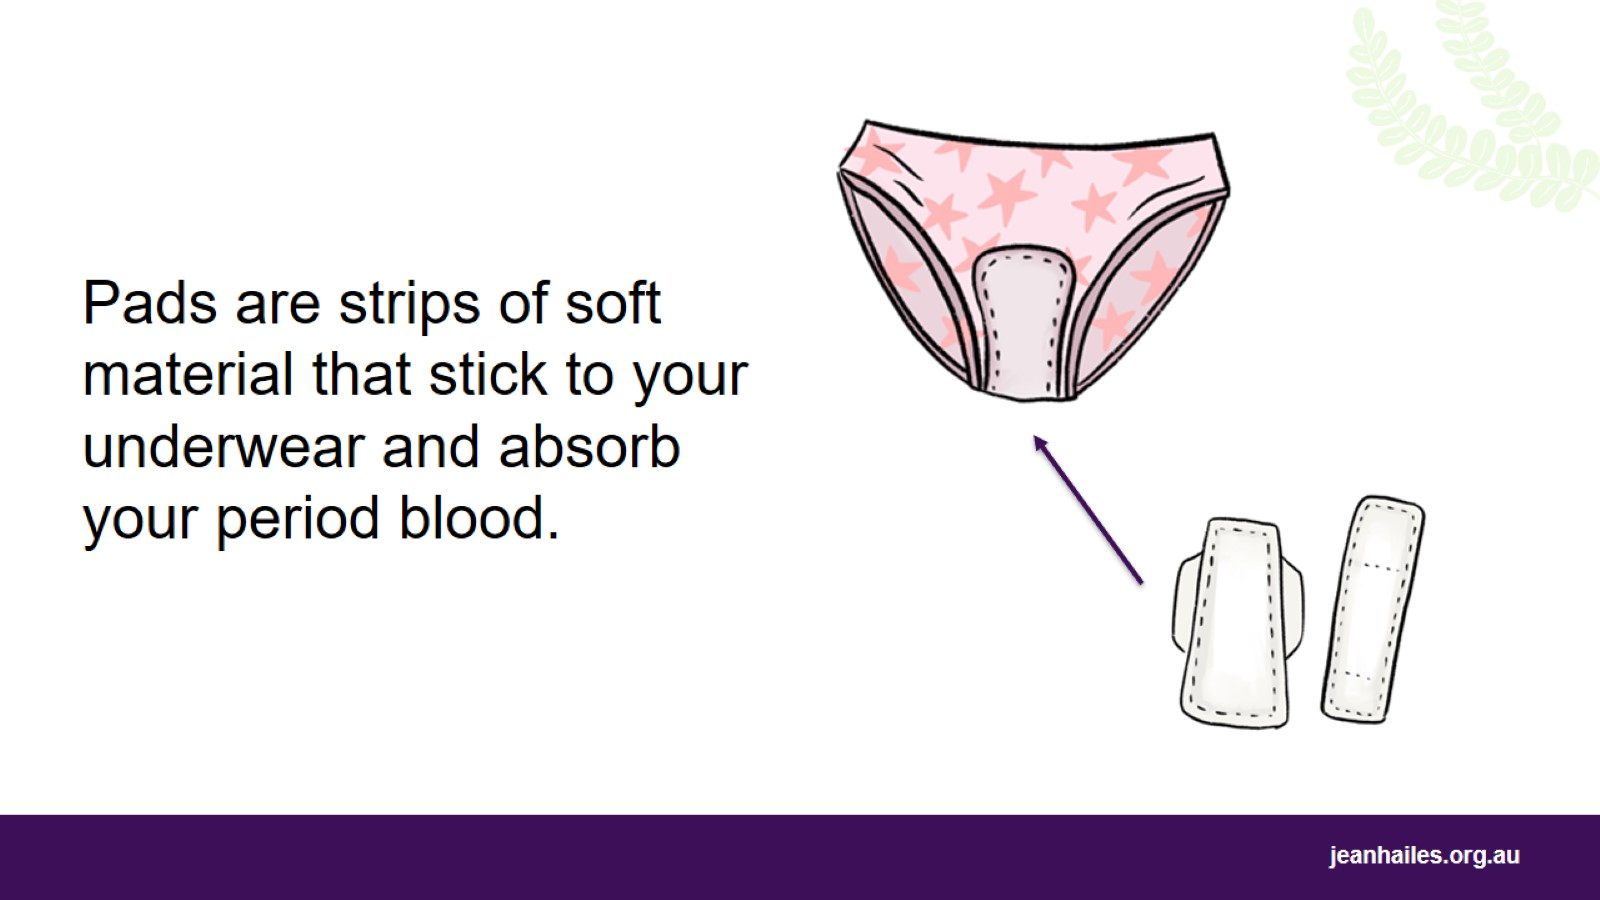 Pads are strips of soft
material that stick to your
underwear and absorb
your period blood.
jeanhailes.org.au